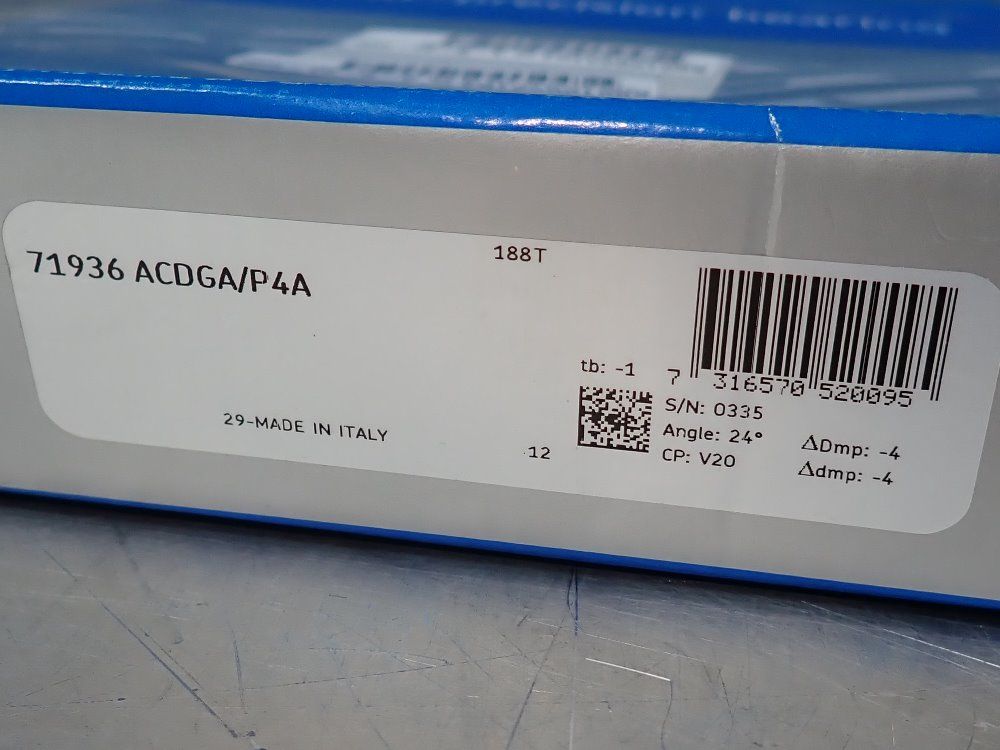 71936 ACDGA/P4A
188T
7 316570 520095
tb: -1
S/N: 0335
Angle: 24°
CP: V20
ΔDmp: -4
Δdmp: -4
29-MADE IN ITALY
12